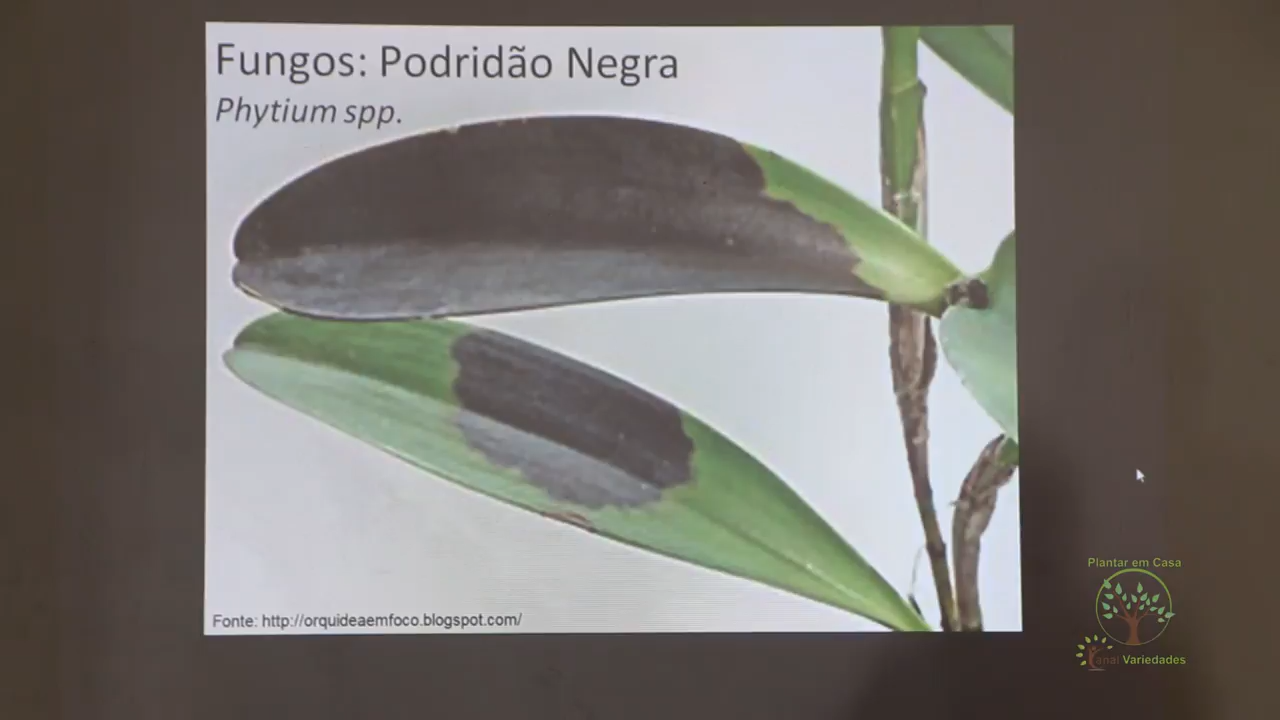 Fungos: Podridão Negra
Phytium spp.
Fonte: http://orquideaemfoco.blogspot.com/
Plantar em Casa
Canal Variedades